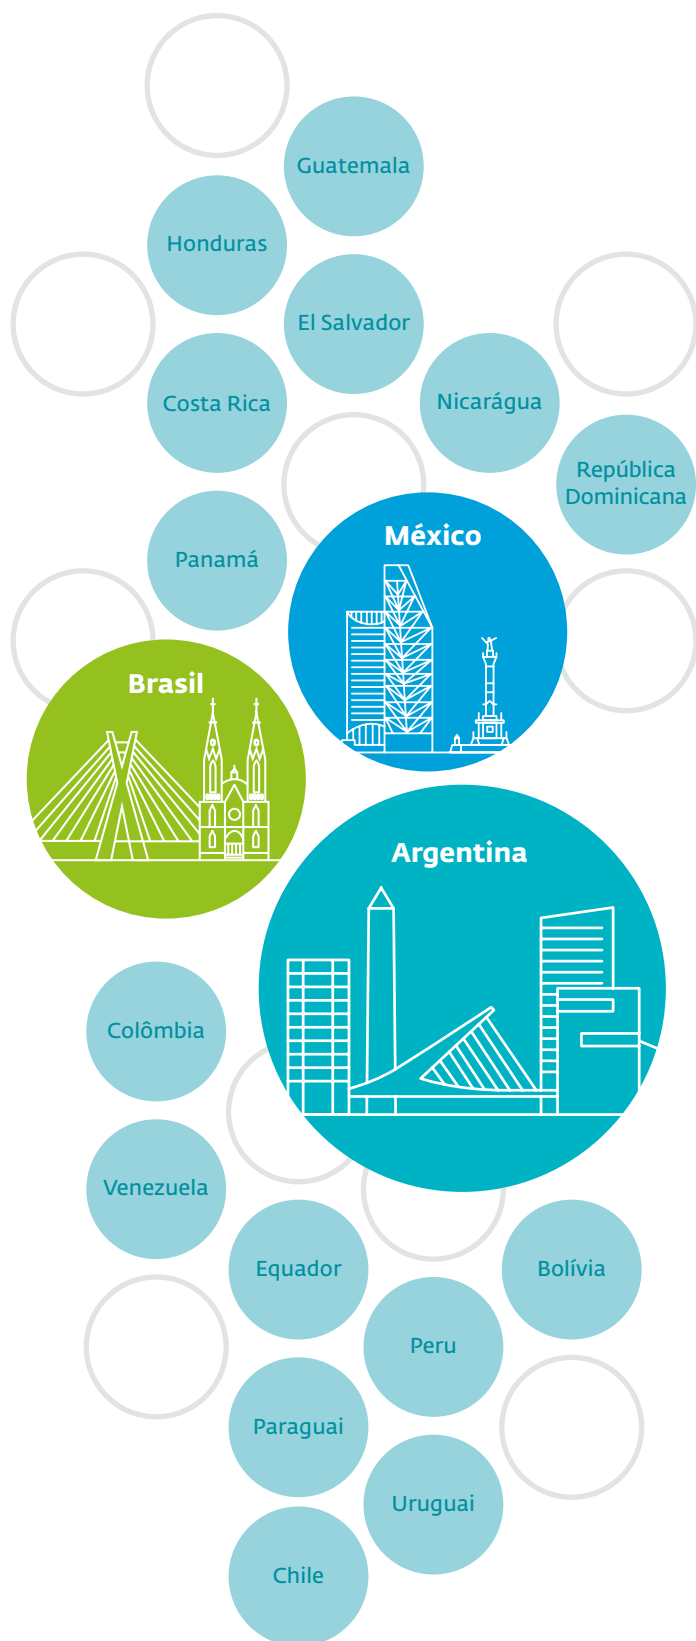 Guatemala
Honduras
El Salvador
Costa Rica
Nicarágua
República
Dominicana
México
Panamá
Brasil
Argentina
Colômbia
Venezuela
Equador
Bolívia
Peru
Paraguai
Uruguai
Chile